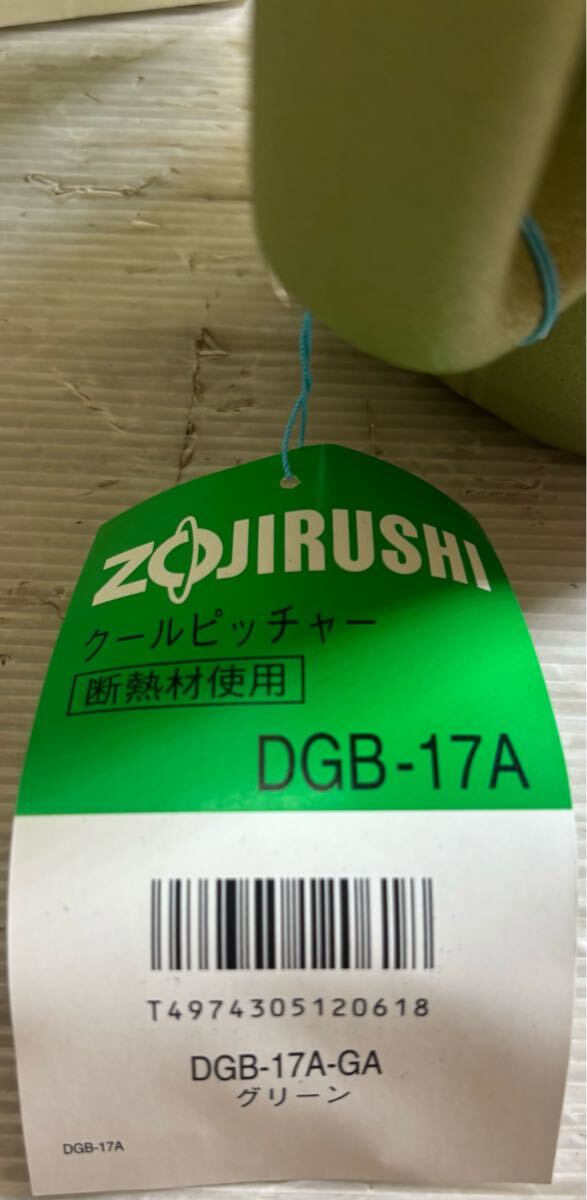 ZOJIRUSHI
クールピッチャー
断熱材使用
DGB-17A
T4974305120618
DGB-17A-GA
グリーン
DGB-17A